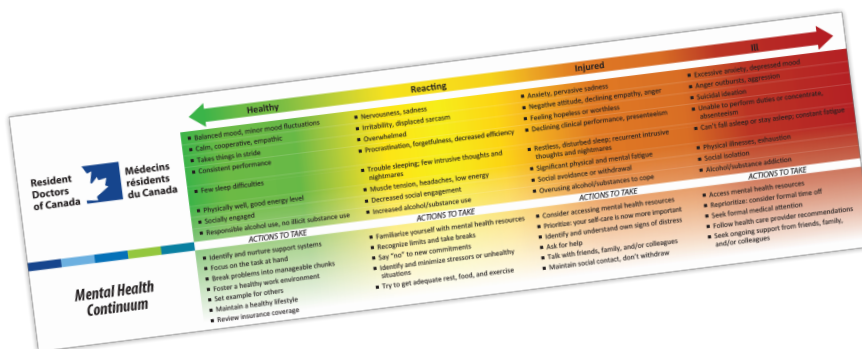 Resident
Doctors
of Canada
Médecins
résidents
du Canada
Mental Health
Continuum
Healthy
▪ Balanced mood, minor mood fluctuations
▪ Calm, cooperative, empathic
▪ Takes things in stride
▪ Consistent performance
▪ Few sleep difficulties
▪ Physically well, good energy level
▪ Socially engaged
▪ Responsible alcohol use, no illicit substance use
ACTIONS TO TAKE
▪ Identify and nurture support systems
▪ Focus on the task at hand
▪ Break problems into manageable chunks
▪ Foster a healthy work environment
▪ Set example for others
▪ Maintain a healthy lifestyle
▪ Review insurance coverage
Reacting
▪ Nervousness, sadness
▪ Irritability, displaced sarcasm
▪ Overwhelmed
▪ Procrastination, forgetfulness, decreased efficiency
▪ Trouble sleeping; few intrusive thoughts and
nightmares
▪ Muscle tension, headaches, low energy
▪ Decreased social engagement
▪ Increased alcohol/substance use
ACTIONS TO TAKE
▪ Familiarize yourself with mental health resources
▪ Recognize limits and take breaks
▪ Say "no" to new commitments
▪ Identify and minimize stressors or unhealthy
situations
▪ Try to get adequate rest, food, and exercise
Injured
▪ Anxiety, pervasive sadness
▪ Negative attitude, declining empathy, anger
▪ Feeling hopeless or worthless
▪ Declining clinical performance, presenteeism
▪ Restless, disturbed sleep; recurrent intrusive
thoughts and nightmares
▪ Significant physical and mental fatigue
▪ Social avoidance or withdrawal
▪ Overusing alcohol/substances to cope
ACTIONS TO TAKE
▪ Consider accessing mental health resources
▪ Prioritize: your self-care is now more important
▪ Identify and understand own signs of distress
▪ Ask for help
▪ Talk with friends, family, and/or colleagues
▪ Maintain social contact, don't withdraw
Ill
▪ Excessive anxiety, depressed mood
▪ Anger outbursts, aggression
▪ Suicidal ideation
▪ Unable to perform duties or concentrate,
absenteeism
▪ Can't fall asleep or stay asleep; constant fatigue
▪ Physical illnesses, exhaustion
▪ Social isolation
▪ Alcohol/substance addiction
ACTIONS TO TAKE
▪ Access mental health resources
▪ Reprioritize: consider formal time off
▪ Seek formal medical attention
▪ Follow health care provider recommendations
▪ Seek ongoing support from friends, family,
and/or colleagues